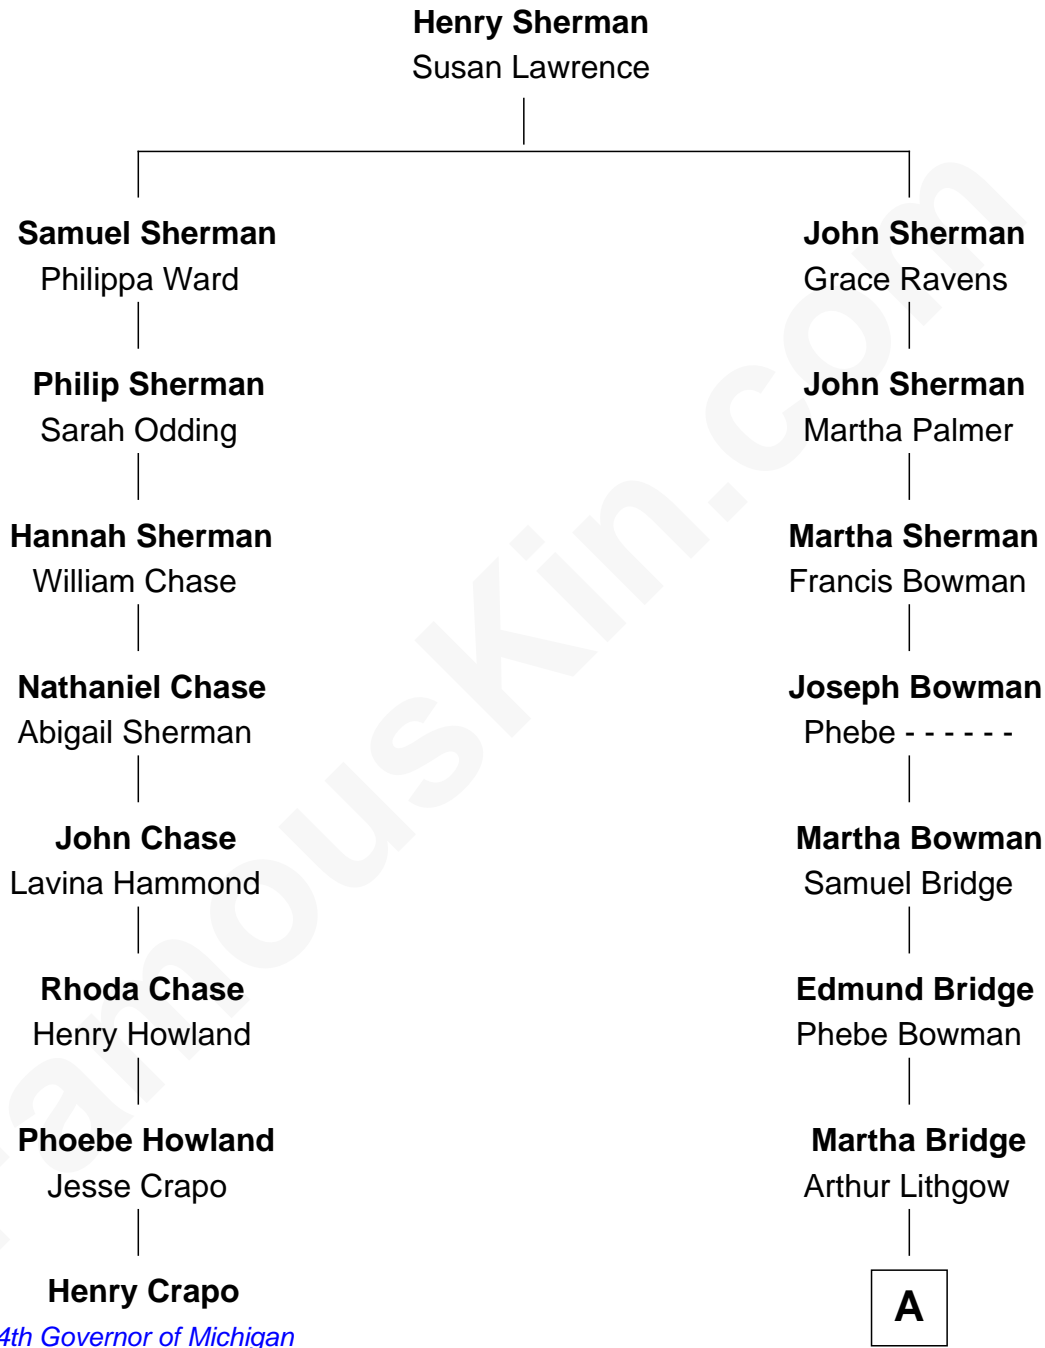 Henry Sherman
Susan Lawrence
Samuel Sherman
Philippa Ward
John Sherman
Grace Ravens
Philip Sherman
Sarah Odding
John Sherman
Martha Palmer
Hannah Sherman
William Chase
Martha Sherman
Francis Bowman
Nathaniel Chase
Abigail Sherman
Joseph Bowman
Phebe - - - - - -
John Chase
Lavina Hammond
Martha Bowman
Samuel Bridge
Rhoda Chase
Henry Howland
Edmund Bridge
Phebe Bowman
Phoebe Howland
Jesse Crapo
Martha Bridge
Arthur Lithgow
Henry Crapo
4th Governor of Michigan
A
FamousKin.com